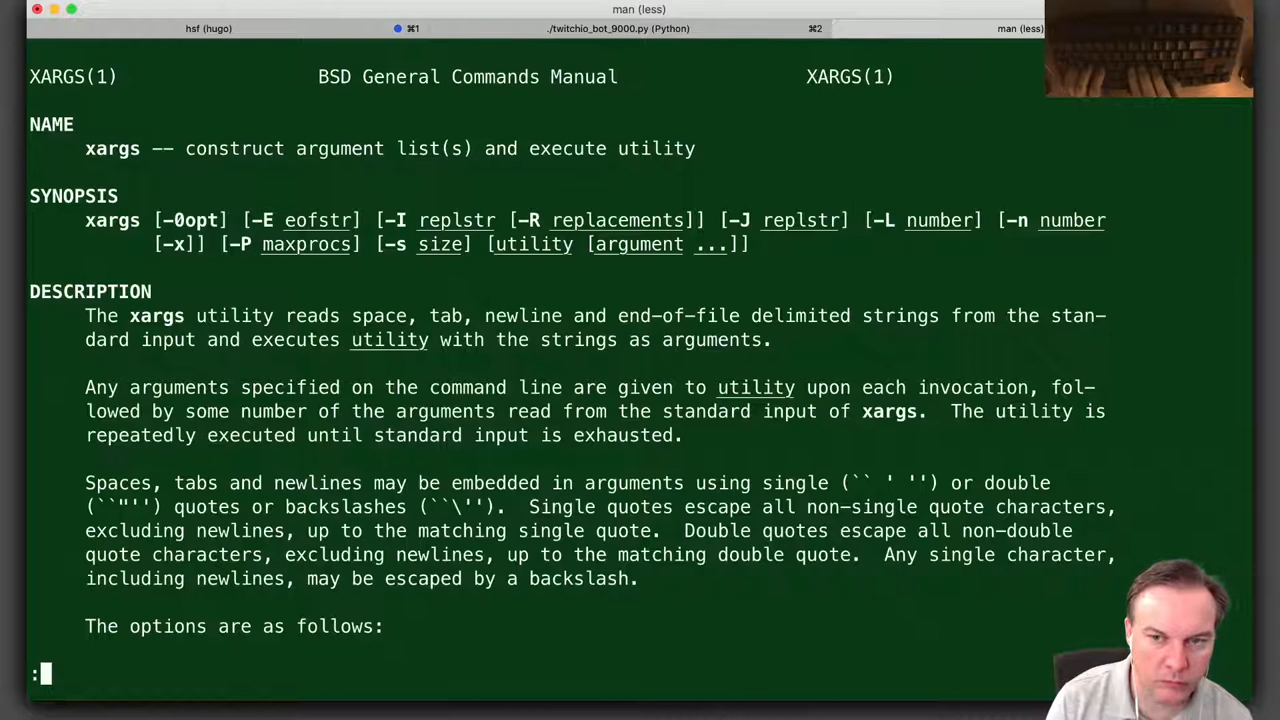 man (less)
hsf (hugo) ⌘1 ./twitchio_bot_9000.py (Python) ⌘2 man (less)
XARGS(1) BSD General Commands Manual XARGS(1)
NAME
xargs -- construct argument list(s) and execute utility
SYNOPSIS
xargs [-0opt] [-E eofstr] [-I replstr [-R replacements]] [-J replstr] [-L number] [-n number
[-x]] [-P maxprocs] [-s size] [utility [argument ...]]
DESCRIPTION
The xargs utility reads space, tab, newline and end-of-file delimited strings from the stan-
dard input and executes utility with the strings as arguments.
Any arguments specified on the command line are given to utility upon each invocation, fol-
lowed by some number of the arguments read from the standard input of xargs.  The utility is
repeatedly executed until standard input is exhausted.
Spaces, tabs and newlines may be embedded in arguments using single (`` ' '') or double
(``"'') quotes or backslashes (``\'').  Single quotes escape all non-single quote characters,
excluding newlines, up to the matching single quote.  Double quotes escape all non-double
quote characters, excluding newlines, up to the matching double quote.  Any single character,
including newlines, may be escaped by a backslash.
The options are as follows:
: